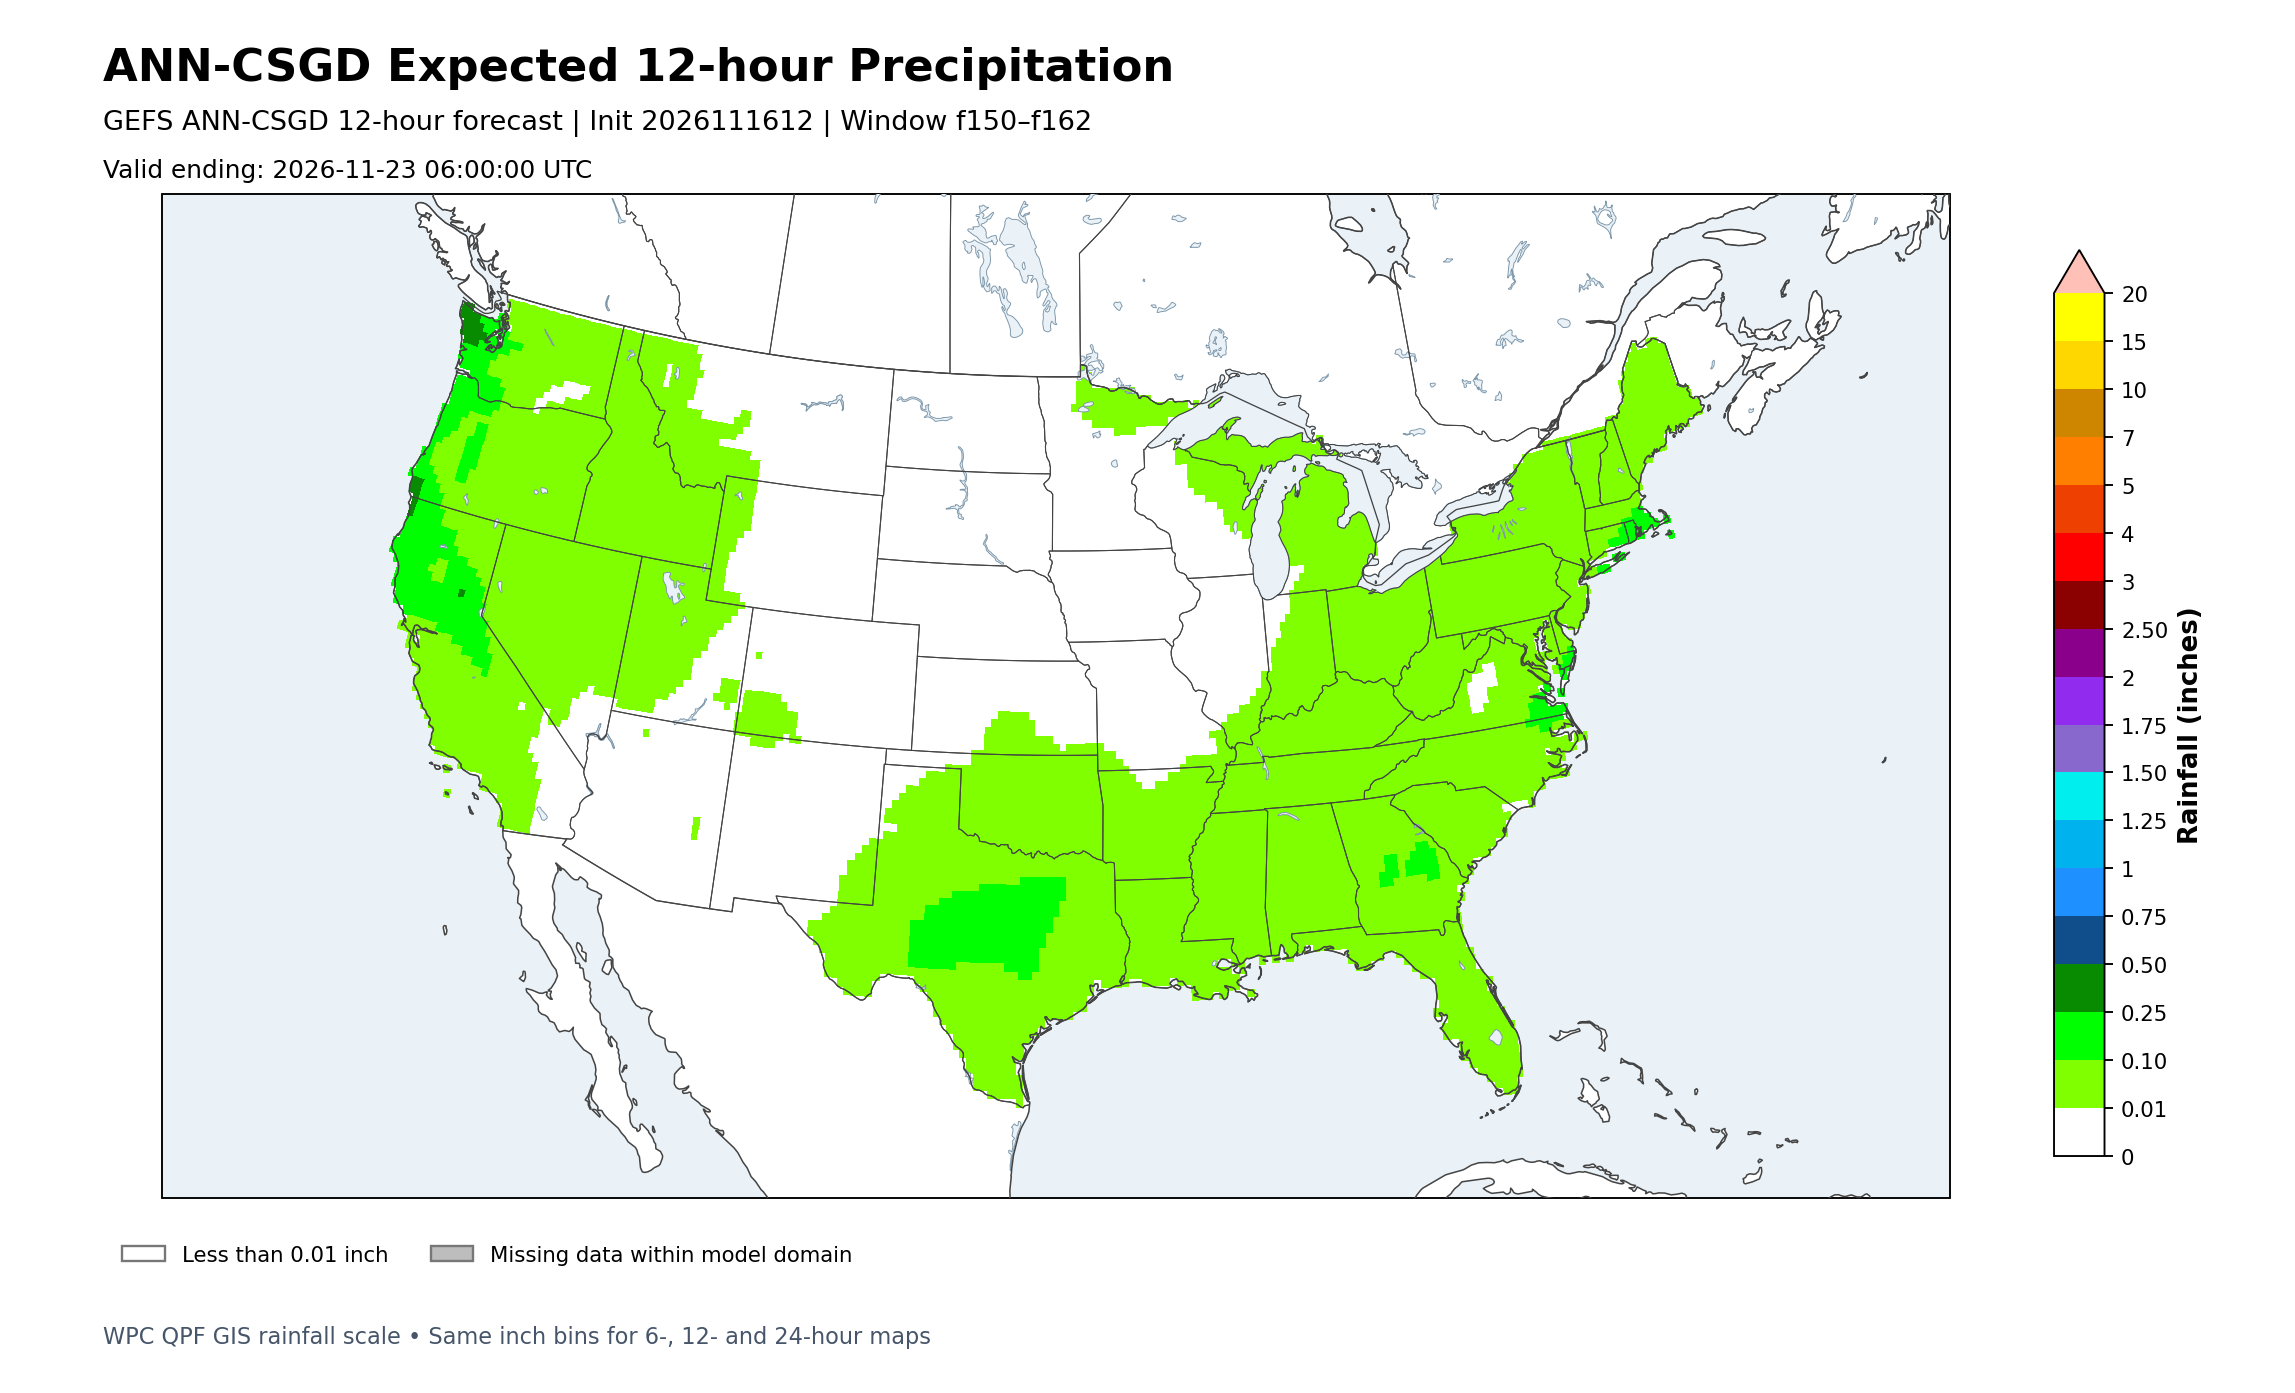 ANN-CSGD Expected 12-hour Precipitation
GEFS ANN-CSGD 12-hour forecast | Init 2026111612 | Window f150–f162
Valid ending: 2026-11-23 06:00:00 UTC
20
15
10
7
5
4
3
2.50
2
1.75
1.50
1.25
1
0.75
0.50
0.25
0.10
0.01
0
Rainfall (inches)
Less than 0.01 inch
Missing data within model domain
WPC QPF GIS rainfall scale • Same inch bins for 6-, 12- and 24-hour maps